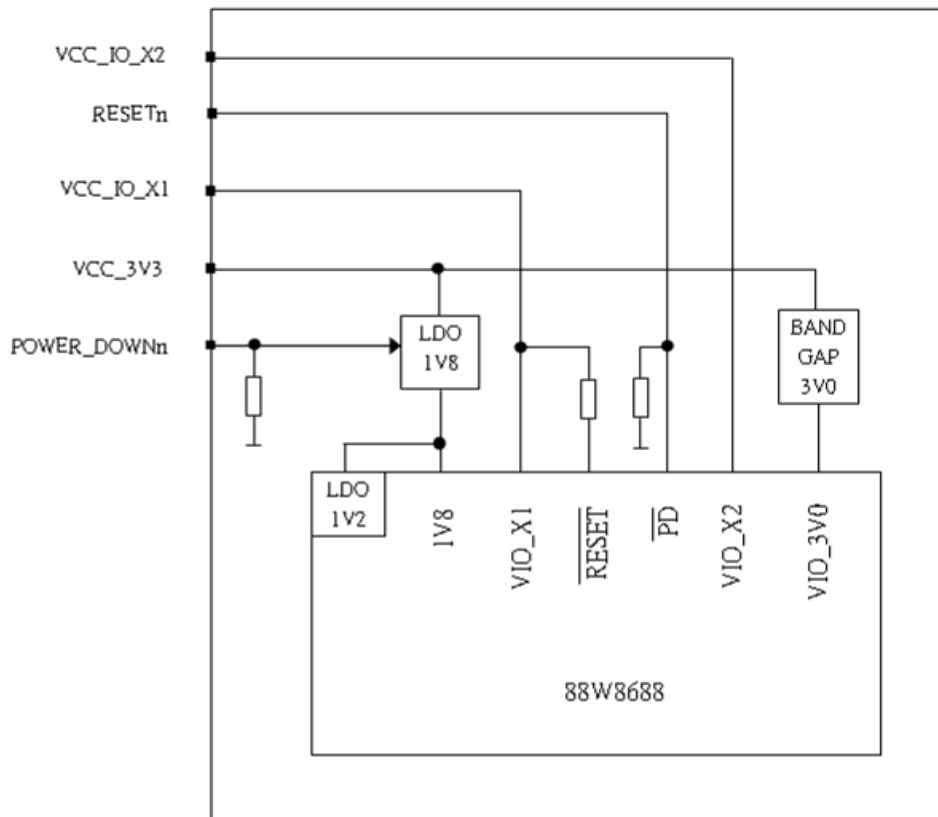 VCC_IO_X2
RESETn
VCC_IO_X1
VCC_3V3
POWER_DOWNn
LDO
1V8
BAND
GAP
3V0
LDO
1V2
1V8
VIO_X1
RESET
PD
VIO_X2
VIO_3V0
88W8688